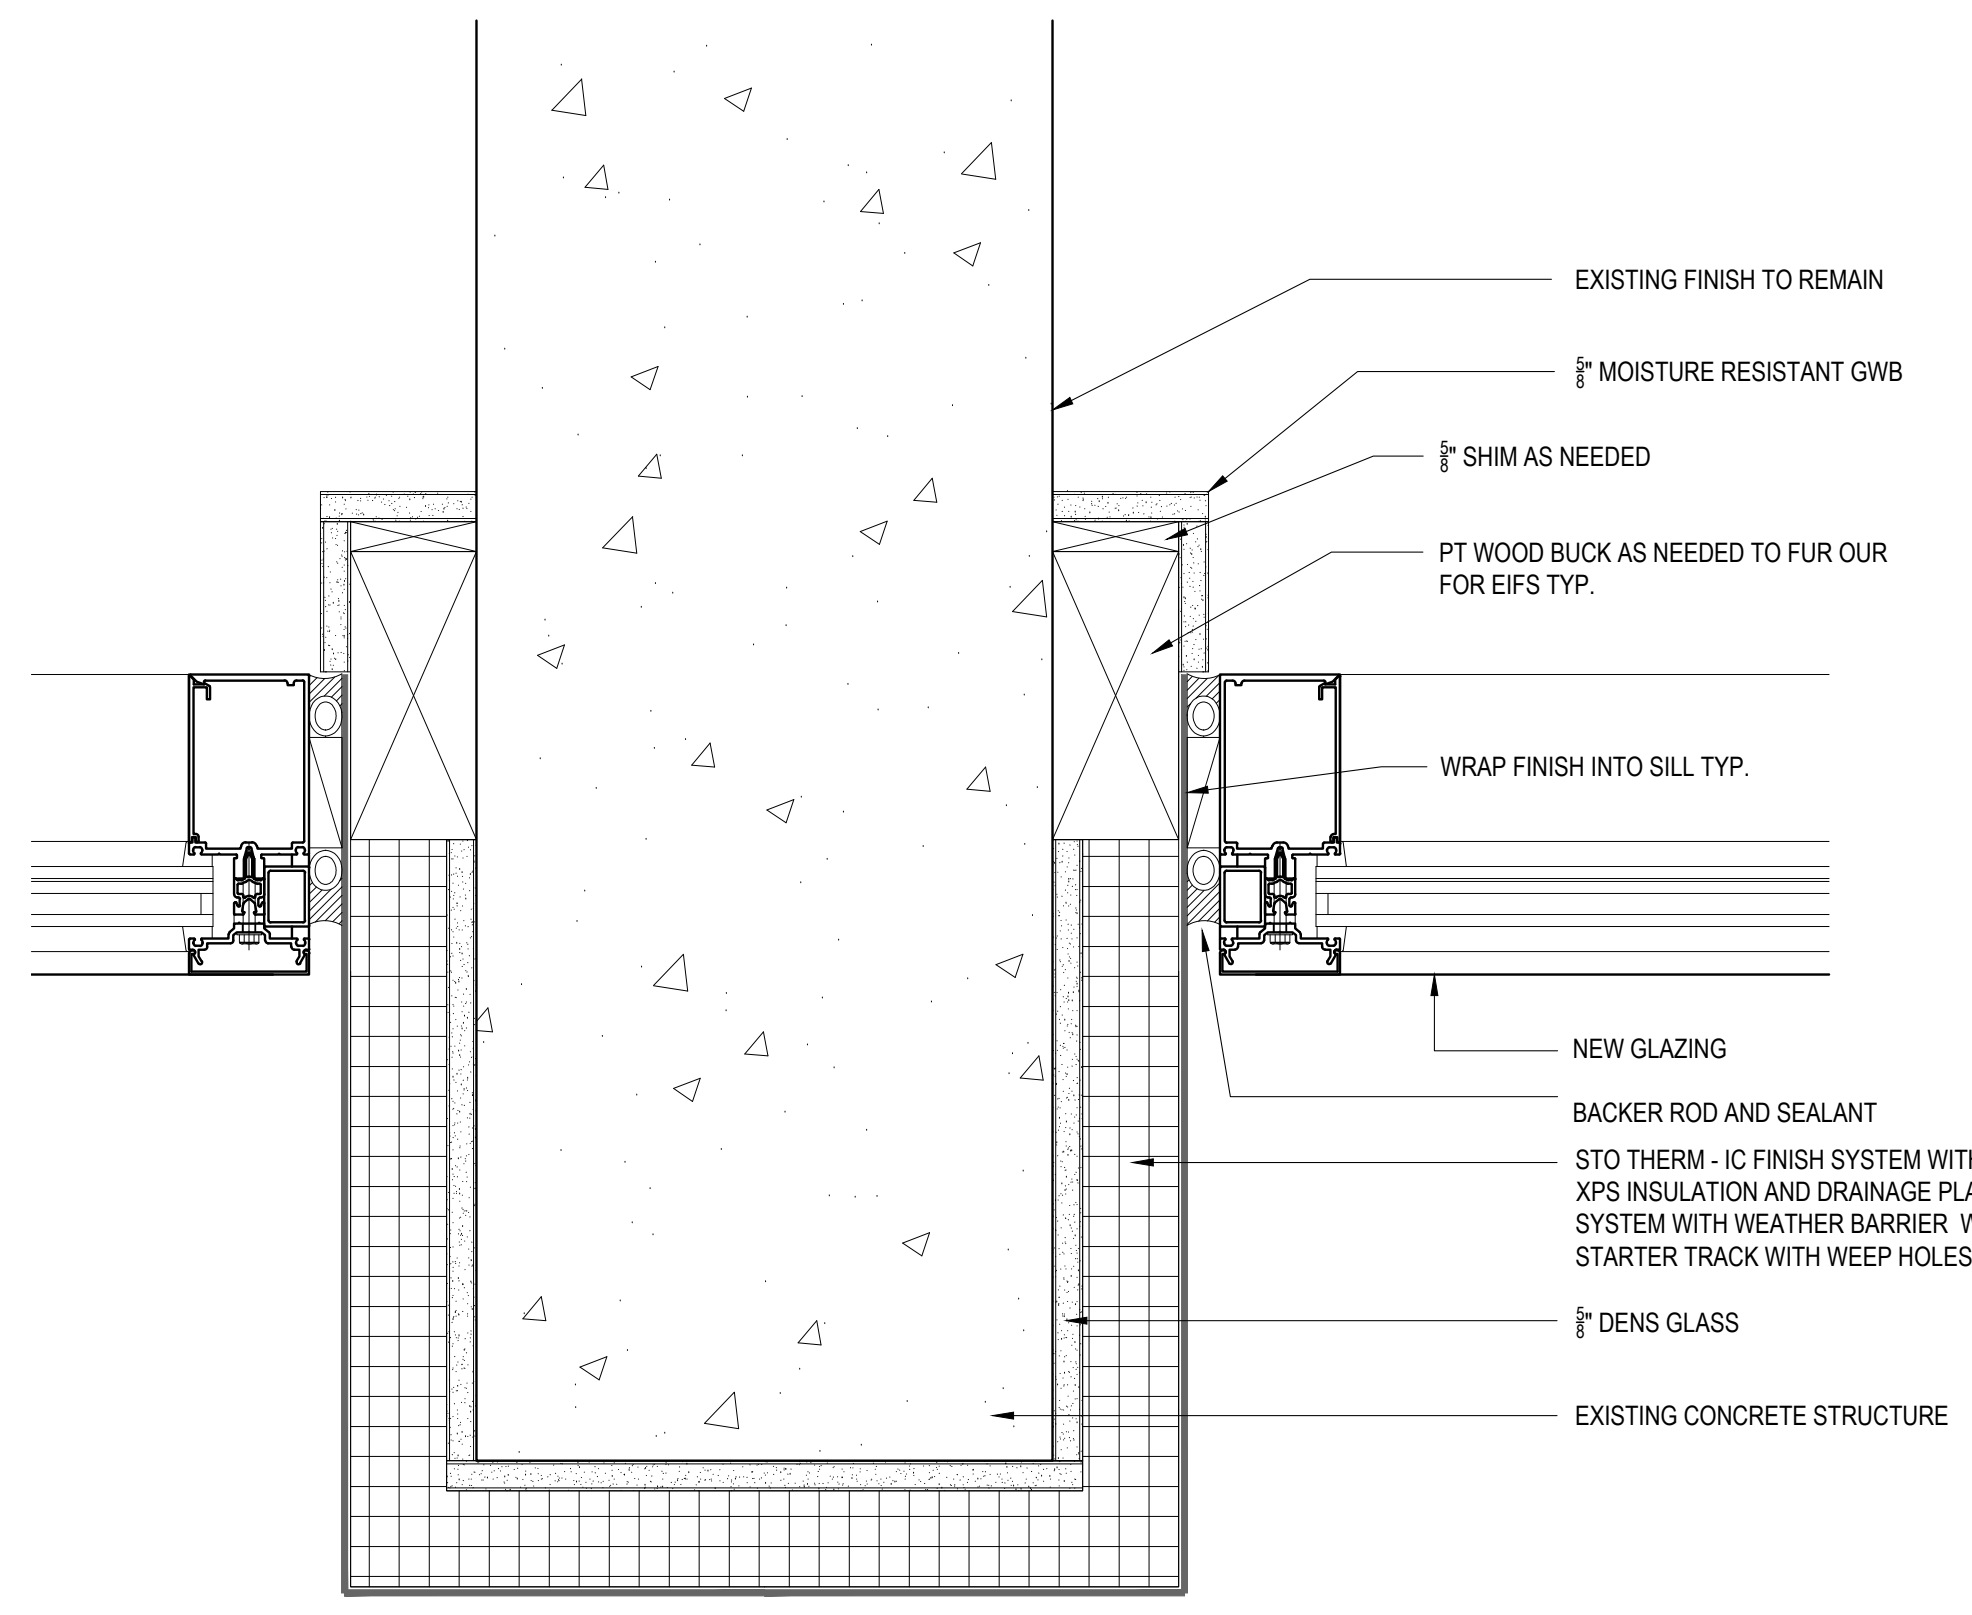 EXISTING FINISH TO REMAIN
⅝" MOISTURE RESISTANT GWB
⅝" SHIM AS NEEDED
PT WOOD BUCK AS NEEDED TO FUR OUR
FOR EIFS TYP.
WRAP FINISH INTO SILL TYP.
NEW GLAZING
BACKER ROD AND SEALANT
STO THERM - IC FINISH SYSTEM WITH
XPS INSULATION AND DRAINAGE
SYSTEM WITH WEATHER BARRIER
STARTER TRACK WITH WEEP HOLES
⅝" DENS GLASS
EXISTING CONCRETE STRUCTURE